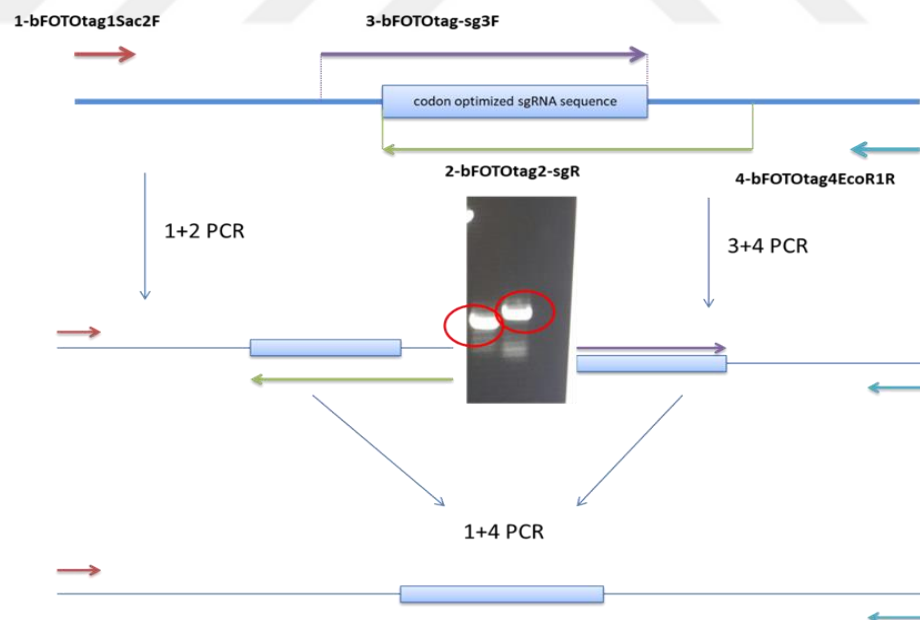 1-bFOTOtag1Sac2F
3-bFOTOtag-sg3F
codon optimized sgRNA sequence
2-bFOTOtag2-sgR
4-bFOTOtag4EcoR1R
1+2 PCR
3+4 PCR
1+4 PCR